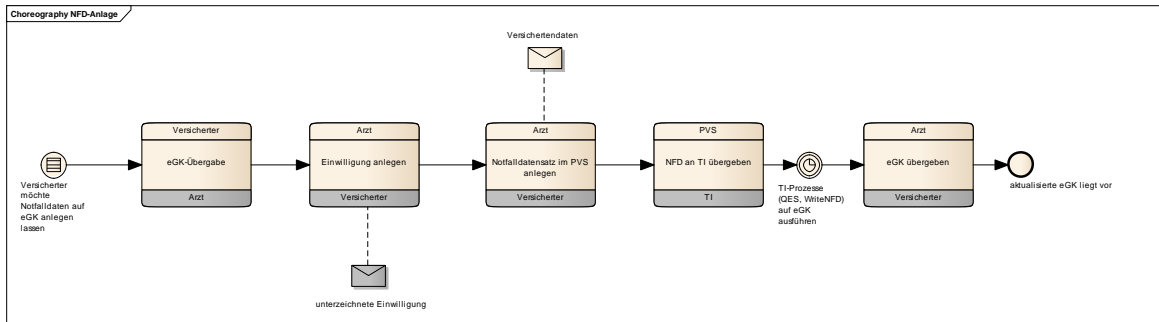 Choreography NFD-Anlage
Versichertendaten
Versicherter
eGK-Übergabe
Arzt
Arzt
Einwilligung anlegen
Versicherter
Arzt
Notfalldatensatz im PVS
anlegen
Versicherter
PVS
NFD an TI übergeben
TI
Arzt
eGK übergeben
Versicherter
Versicherter
möchte
Notfalldaten auf
eGK anlegen
lassen
TI-Prozesse
(QES, WriteNFD)
auf eGK
ausführen
aktualisierte eGK liegt vor
unterzeichnete Einwilligung